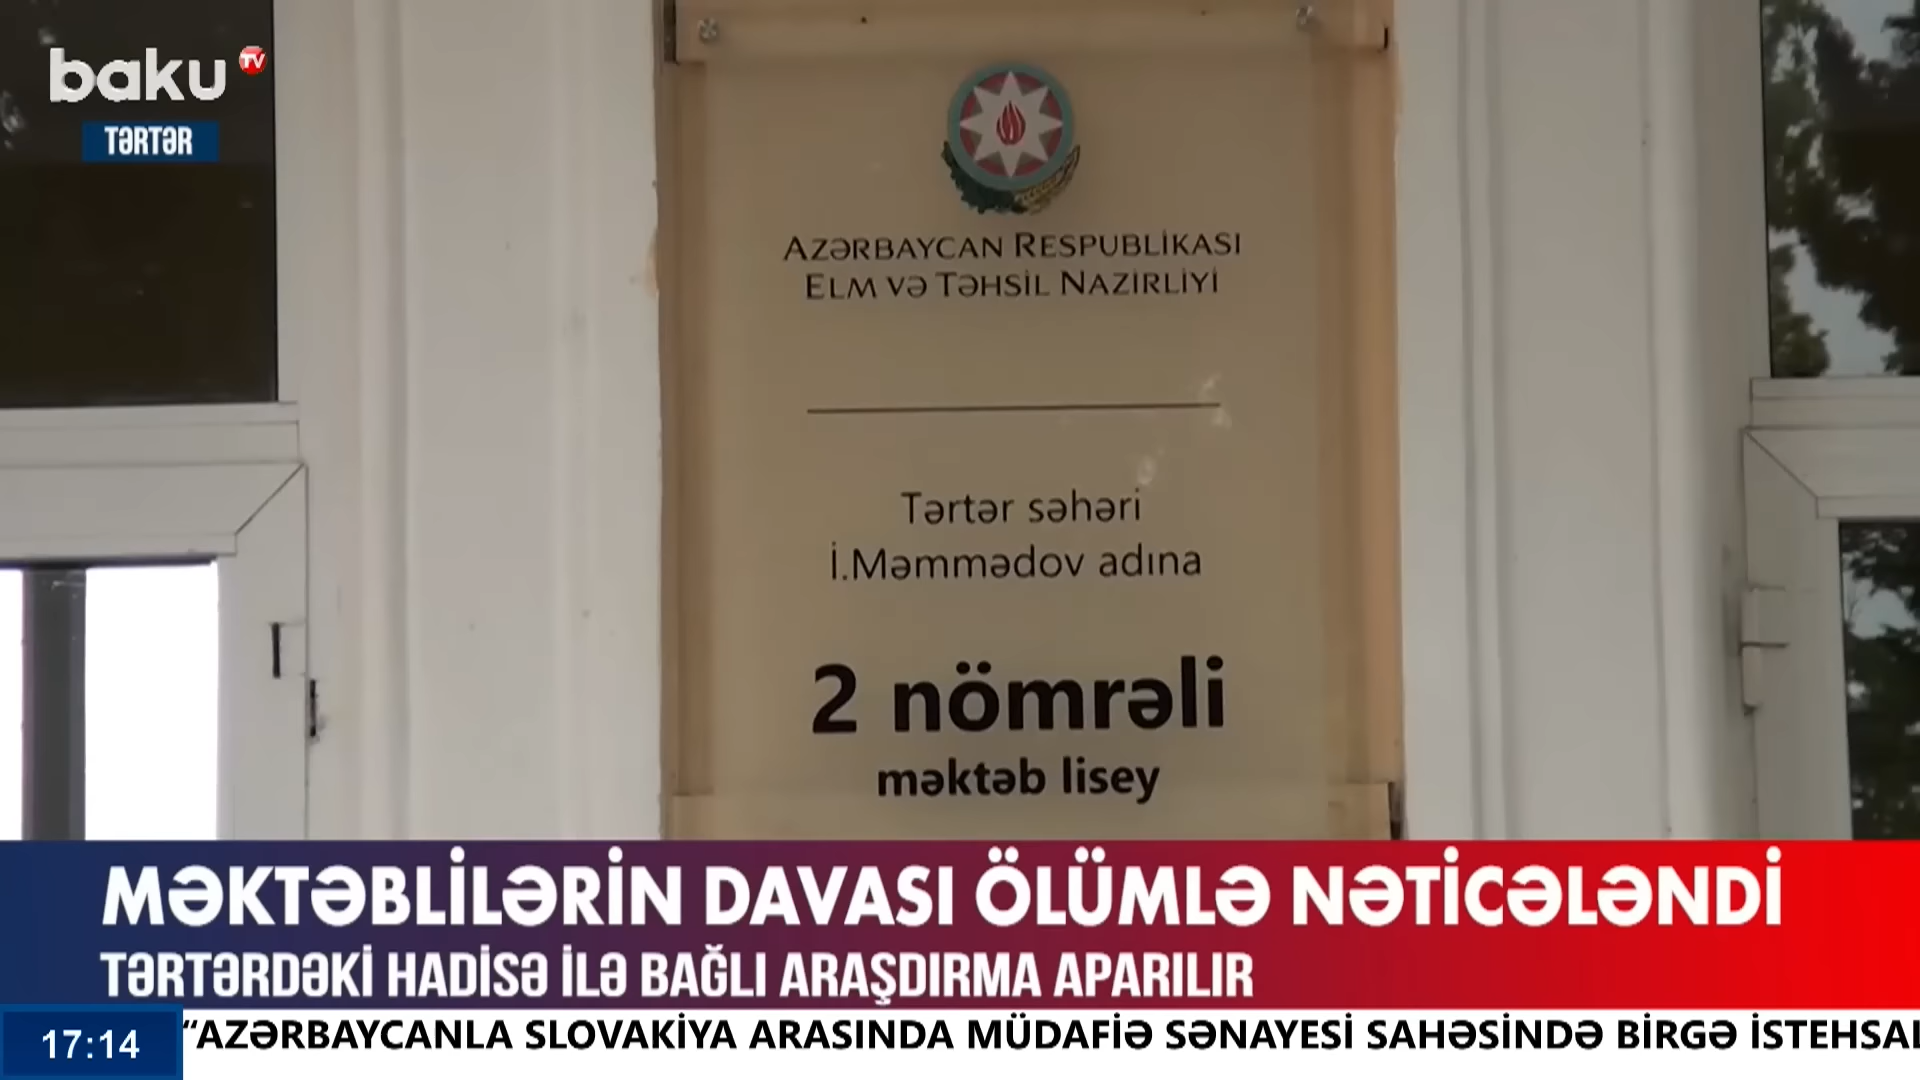 baku TV
TƏRTƏR
AZƏRBAYCAN RESPUBLİKASI
ELM VƏ TƏHSİL NAZİRLİYİ
Tərtər səhəri
İ.Məmmədov adına
2 nömrəli
məktəb lisey
MƏKTƏBLİLƏRİN DAVASI ÖLÜMLƏ NƏTİCƏLƏNDİ
TƏRTƏRDƏKİ HADİSƏ İLƏ BAĞLI ARAŞDIRMA APARILIR
17:14 “AZƏRBAYCANLA SLOVAKİYA ARASINDA MÜDAFİƏ SƏNAYESİ SAHƏSİNDƏ BİRGƏ İSTEHSAL